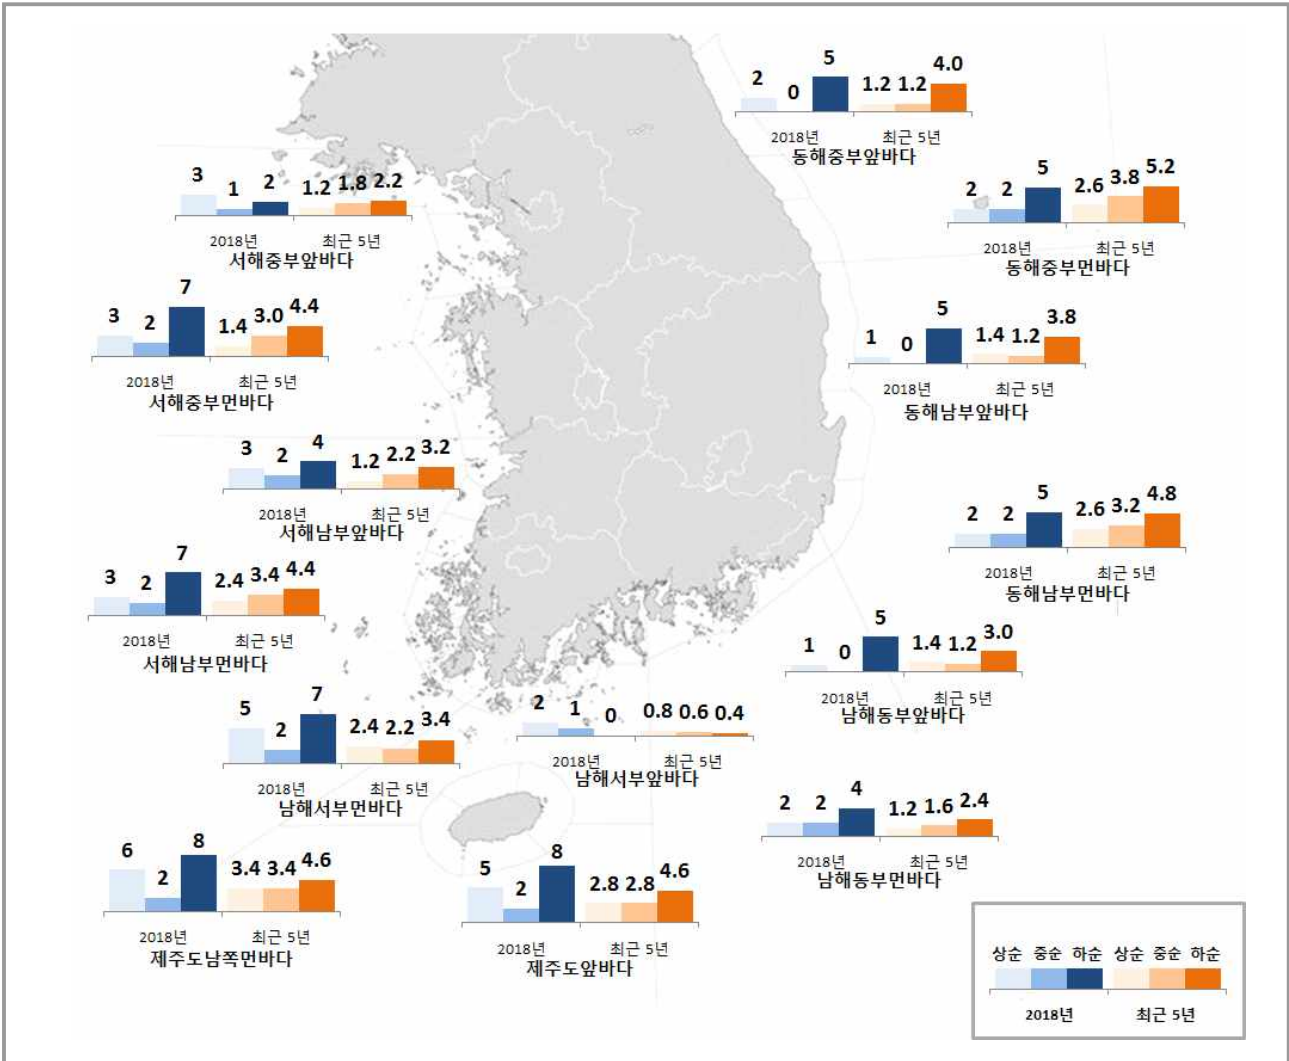 2 0 5 1.2 1.2 4.0
2018년 최근 5년
동해중부앞바다
3 1 2 1.2 1.8 2.2
2018년 최근 5년
서해중부앞바다
2 2 5 2.6 3.8 5.2
2018년 최근 5년
동해중부먼바다
3 2 7 1.4 3.0 4.4
2018년 최근 5년
서해중부먼바다
1 0 5 1.4 1.2 3.8
2018년 최근 5년
동해남부앞바다
3 2 4 1.2 2.2 3.2
2018년 최근 5년
서해남부앞바다
2 2 5 2.6 3.2 4.8
2018년 최근 5년
동해남부먼바다
3 2 7 2.4 3.4 4.4
2018년 최근 5년
서해남부먼바다
1 0 5 1.4 1.2 3.0
2018년 최근 5년
남해동부앞바다
5 2 7 2.4 2.2 3.4
2018년 최근 5년
남해서부먼바다
2 1 0 0.8 0.6 0.4
2018년 최근 5년
남해서부앞바다
2 2 4 1.2 1.6 2.4
2018년 최근 5년
남해동부먼바다
6 2 8 3.4 3.4 4.6
2018년 최근 5년
제주도남쪽먼바다
5 2 8 2.8 2.8 4.6
2018년 최근 5년
제주도앞바다
상순 중순 하순 상순 중순 하순
2018년 최근 5년